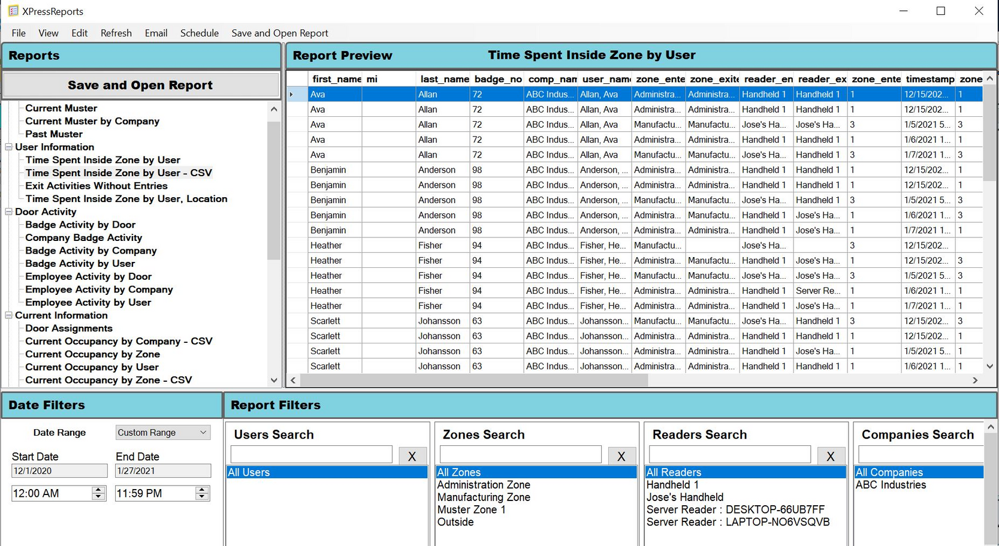 XPressReports
File View Edit Refresh Email Schedule Save and Open Report
Reports
Save and Open Report
Current Muster
Current Muster by Company
Past Muster
User Information
Time Spent Inside Zone by User
Time Spent Inside Zone by User - CSV
Exit Activities Without Entries
Time Spent Inside Zone by User, Location
Door Activity
Badge Activity by Door
Company Badge Activity
Badge Activity by Company
Badge Activity by User
Employee Activity by Door
Employee Activity by Company
Employee Activity by User
Current Information
Door Assignments
Current Occupancy by Company - CSV
Current Occupancy by Zone
Current Occupancy by User
Current Occupancy by Zone - CSV
Report Preview Time Spent Inside Zone by User
first_name mi last_name badge_no comp_nam user_name zone_ente zone_exite reader_en reader_ex zone_ente timestamp zone
Ava Allan 72 ABC Indus... Allan, Ava Administra... Administra... Handheld 1 Handheld 1 1 12/15/202... 1
Ava Allan 72 ABC Indus... Allan, Ava Administra... Administra... Handheld 1 Handheld 1 1 12/15/202... 1
Ava Allan 72 ABC Indus... Allan, Ava Manufactu... Manufactu... Jose's Ha... Jose's Ha... 3 1/5/2021 5... 3
Ava Allan 72 ABC Indus... Allan, Ava Administra... Administra... Handheld 1 Handheld 1 1 1/6/2021 1... 1
Ava Allan 72 ABC Indus... Allan, Ava Manufactu... Manufactu... Jose's Ha... Handheld 1 3 1/7/2021 1... 3
Benjamin Anderson 98 ABC Indus... Anderson, ... Administra... Administra... Handheld 1 Handheld 1 1 12/15/202... 1
Benjamin Anderson 98 ABC Indus... Anderson, ... Administra... Administra... Handheld 1 Handheld 1 1 12/15/202... 1
Benjamin Anderson 98 ABC Indus... Anderson, ... Manufactu... Manufactu... Jose's Ha... Handheld 1 3 1/5/2021 5... 3
Benjamin Anderson 98 ABC Indus... Anderson, ... Administra... Manufactu... Handheld 1 Jose's Ha... 1 1/6/2021 1... 3
Benjamin Anderson 98 ABC Indus... Anderson, ... Administra... Administra... Handheld 1 Jose's Ha... 1 1/7/2021 1... 1
Heather Fisher 94 ABC Indus... Fisher, He... Manufactu... Jose's Ha... 3 12/15/202...
Heather Fisher 94 ABC Indus... Fisher, He... Administra... Manufactu... Handheld 1 Jose's Ha... 1 12/15/202... 3
Heather Fisher 94 ABC Indus... Fisher, He... Manufactu... Manufactu... Jose's Ha... Jose's Ha... 3 1/5/2021 5... 3
Heather Fisher 94 ABC Indus... Fisher, He... Administra... Administra... Handheld 1 Server Re... 1 1/6/2021 1... 1
Heather Fisher 94 ABC Indus... Fisher, He... Administra... Administra... Handheld 1 Jose's Ha... 1 1/7/2021 1... 1
Scarlett Johansson 63 ABC Indus... Johansson... Manufactu... Manufactu... Jose's Ha... Handheld 1 3 12/15/202... 3
Scarlett Johansson 63 ABC Indus... Johansson... Administra... Administra... Handheld 1 Handheld 1 1 12/15/202... 1
Scarlett Johansson 63 ABC Indus... Johansson... Administra... Administra... Handheld 1 Jose's Ha... 1 1/5/2021 5... 1
Scarlett Johansson 63 ABC Indus... Johansson... Administra... Administra... Handheld 1 Handheld 1 1 1/6/2021 1... 1
Date Filters
Date Range Custom Range
Start Date End Date
12/1/2020 1/27/2021
12:00 AM 11:59 PM
Report Filters
Users Search
X
All Users
Zones Search
X
All Zones
Administration Zone
Manufacturing Zone
Muster Zone 1
Outside
Readers Search
X
All Readers
Handheld 1
Jose's Handheld
Server Reader : DESKTOP-66UB7FF
Server Reader : LAPTOP-NO6VSQVB
Companies Search
All Companies
ABC Industries